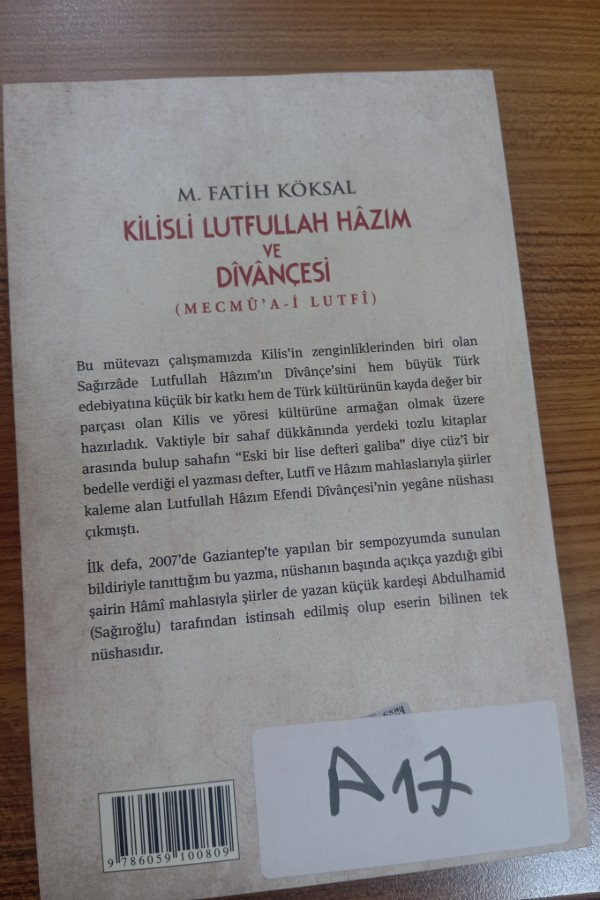 M. FATİH KÖKSAL
KİLİSLİ LUTFULLAH HÂZIM
VE
DÎVÂNÇESİ
(MECMÛ'A-İ LUTFÎ)
Bu mütevazı çalışmamızda Kilis'in zenginliklerinden biri olan
Sağırzâde Lutfullah Hâzım'ın Dîvânçe'sini hem büyük Türk
edebiyatına küçük bir katkı hem de Türk kültürünün kayda değer bir
parçası olan Kilis ve yöresi kültürüne armağan olmak üzere
hazırladık. Vaktiyle bir sahaf dükkânında yerdeki tozlu kitaplar
arasında bulup sahafın "Eski bir lise defteri galiba" diye cüz'î bir
bedelle verdiği el yazması defter, Lutfî ve Hâzım mahlaslarıyla şiirler
kaleme alan Lutfullah Hâzım Efendi Dîvânçesi'nin yegâne nüshası
çıkmıştı.
İlk defa, 2007'de Gaziantep'te yapılan bir sempozyumda sunulan
bildiriyle tanıttığım bu yazma, nüshanın başında açıkça yazdığı gibi
şairin Hâmî mahlasıyla şiirler de yazan küçük kardeşi Abdulhamid
(Sağıroğlu) tarafından istinsah edilmiş olup eserin bilinen tek
nüshasıdır.
A17
9 786059 100809